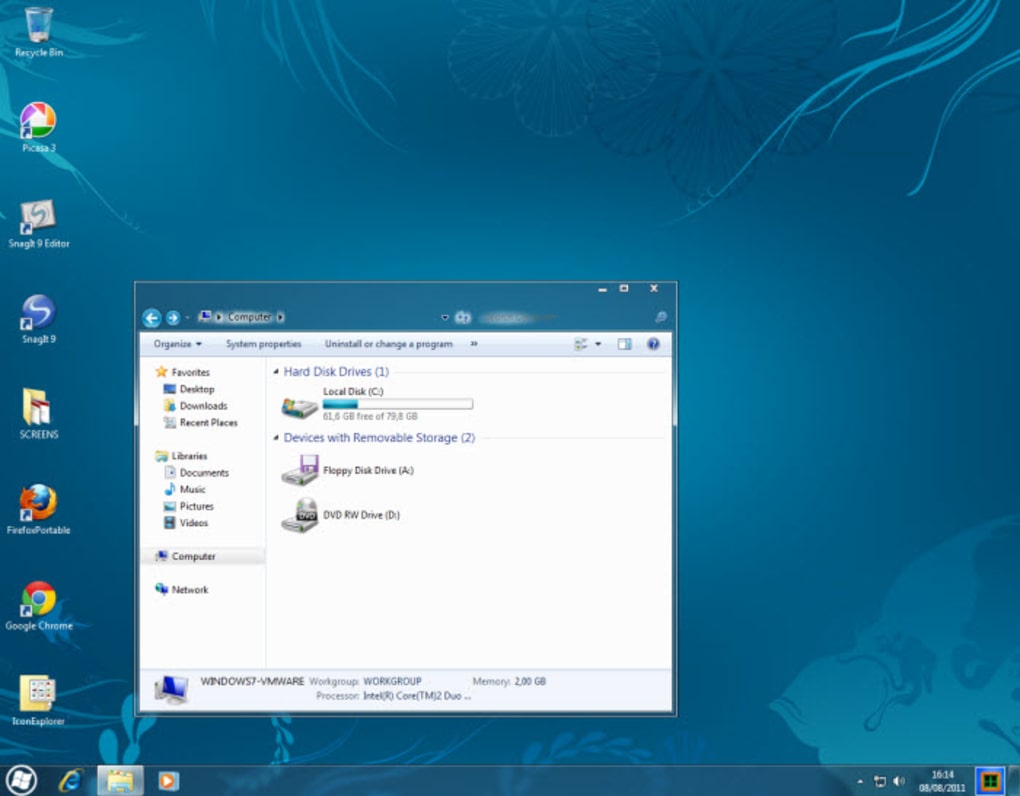 Recycle Bin
Picasa 3
SnagIt 9 Editor
SnagIt 9
SCREENS
FirefoxPortable
Google Chrome
IconExplorer
Computer
Organize
System properties
Uninstall or change a program
»
Favorites
Desktop
Downloads
Recent Places
Libraries
Documents
Music
Pictures
Videos
Computer
Network
Hard Disk Drives (1)
Local Disk (C:)
61,6 GB free of 79,8 GB
Devices with Removable Storage (2)
Floppy Disk Drive (A:)
DVD
DVD RW Drive (D:)
WINDOWS7-VMWARE Workgroup: WORKGROUP Memory: 2,00 GB
Processor: Intel(R) Core(TM)2 Duo ...
16:14
08/08/2011